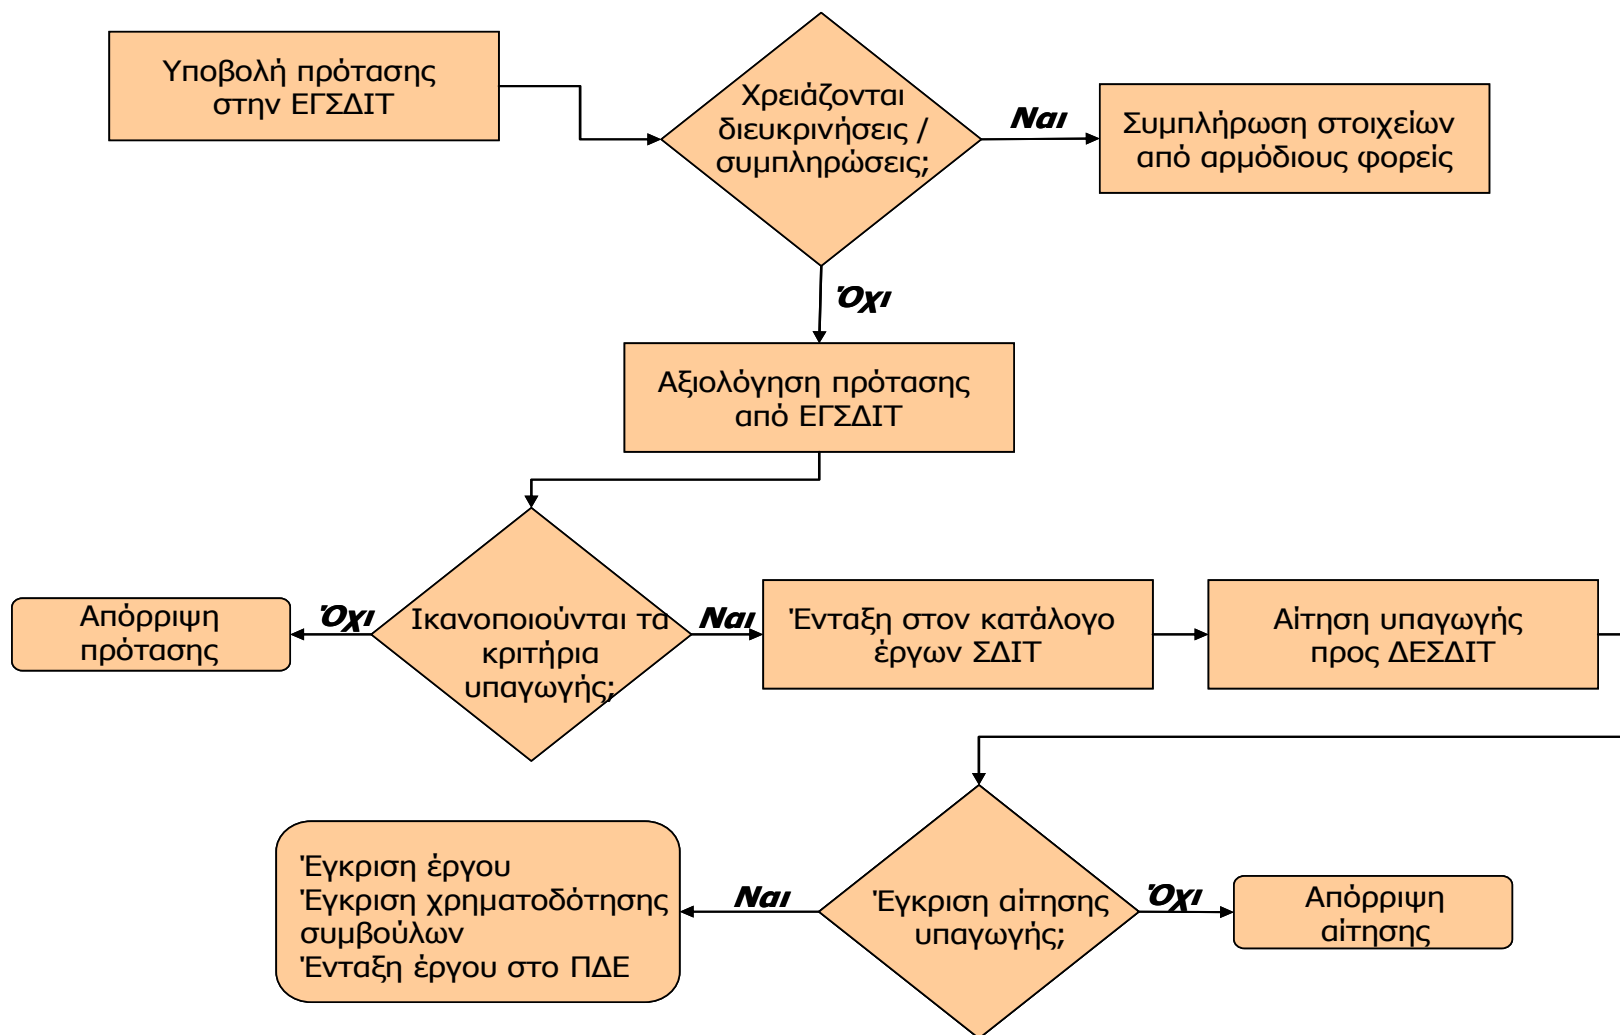 Υποβολή πρότασης
στην ΕΓΣΔΙΤ
Χρειάζονται
διευκρινήσεις /
συμπληρώσεις;
Ναι
Συμπλήρωση στοιχείων
από αρμόδιους φορείς
Όχι
Αξιολόγηση πρότασης
από ΕΓΣΔΙΤ
Απόρριψη
πρότασης
Όχι
Ικανοποιούνται τα
κριτήρια
υπαγωγής;
Ναι
Ένταξη στον κατάλογο
έργων ΣΔΙΤ
Αίτηση υπαγωγής
προς ΔΕΣΔΙΤ
Έγκριση έργου
Έγκριση χρηματοδότησης
συμβούλων
Ένταξη έργου στο ΠΔΕ
Ναι
Έγκριση αίτησης
υπαγωγής;
Όχι
Απόρριψη
αίτησης